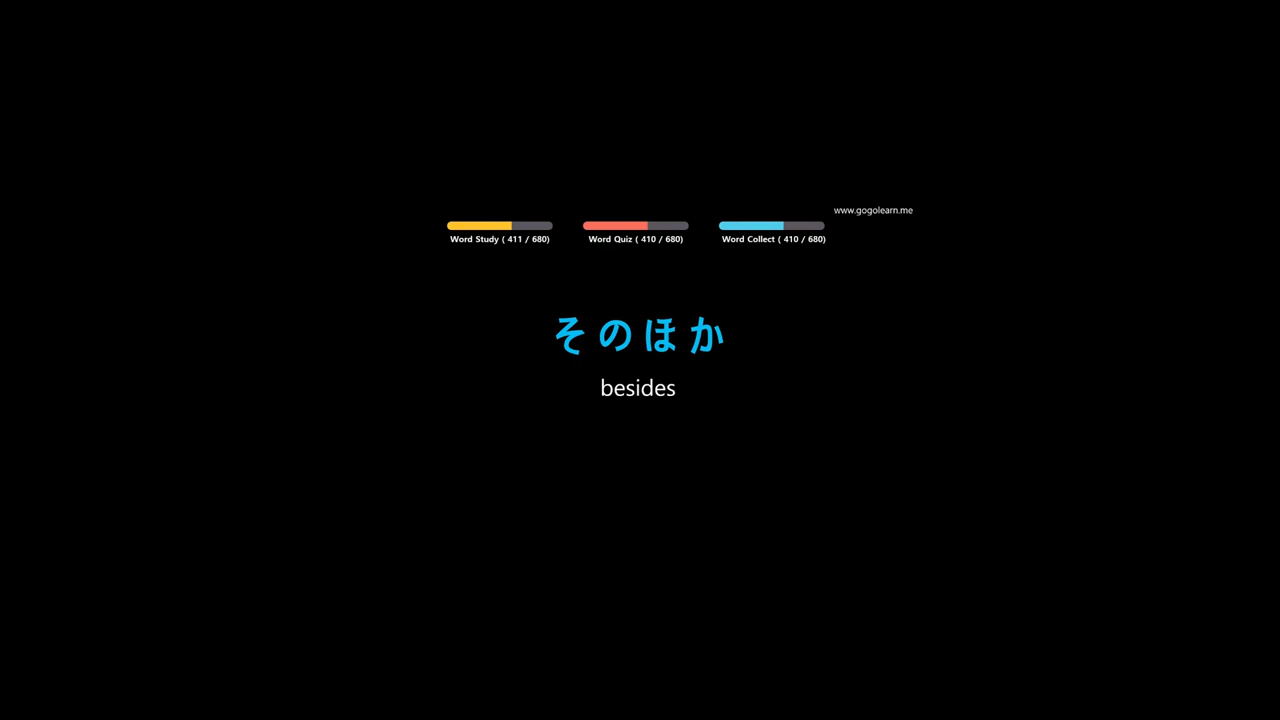 www.gogolearn.me
Word Study ( 411 / 680)
Word Quiz ( 410 / 680)
Word Collect ( 410 / 680)
そのほか
besides